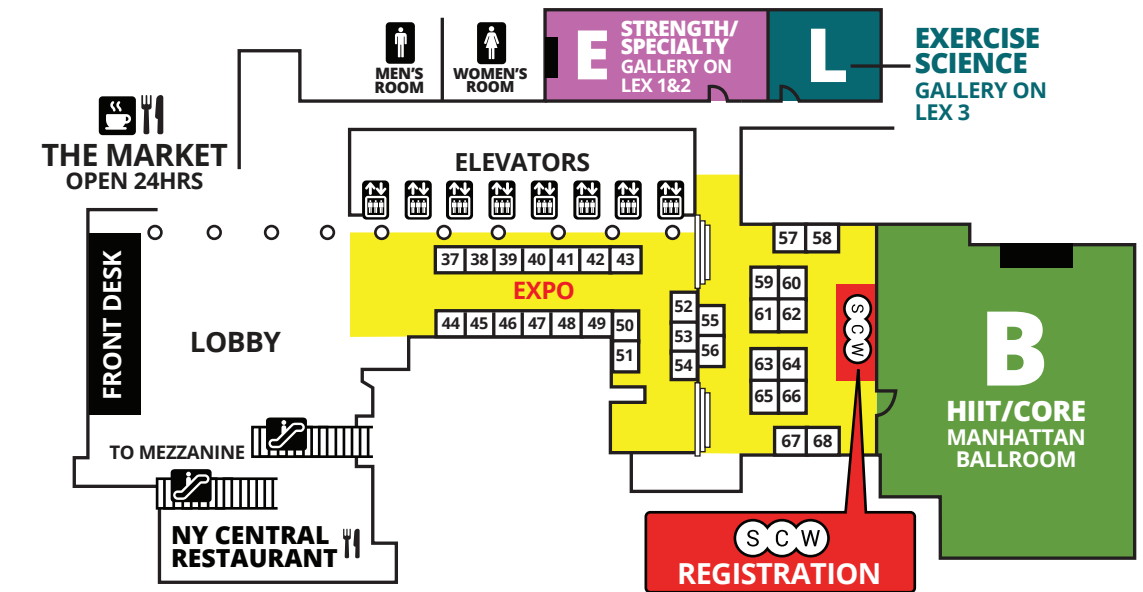 MEN'S
ROOM
WOMEN'S
ROOM
E
STRENGTH/
SPECIALTY
GALLERY ON
LEX 1&2
L
EXERCISE
SCIENCE
GALLERY ON
LEX 3
THE MARKET
OPEN 24HRS
ELEVATORS
FRONT DESK
LOBBY
37 38 39 40 41 42 43
EXPO
44 45 46 47 48 49 50
51
52
53
54
55
56
57 58
59 60
61 62
63 64
65 66
67 68
SCW
B
HIIT/CORE
MANHATTAN
BALLROOM
TO MEZZANINE
NY CENTRAL
RESTAURANT
SCW
REGISTRATION